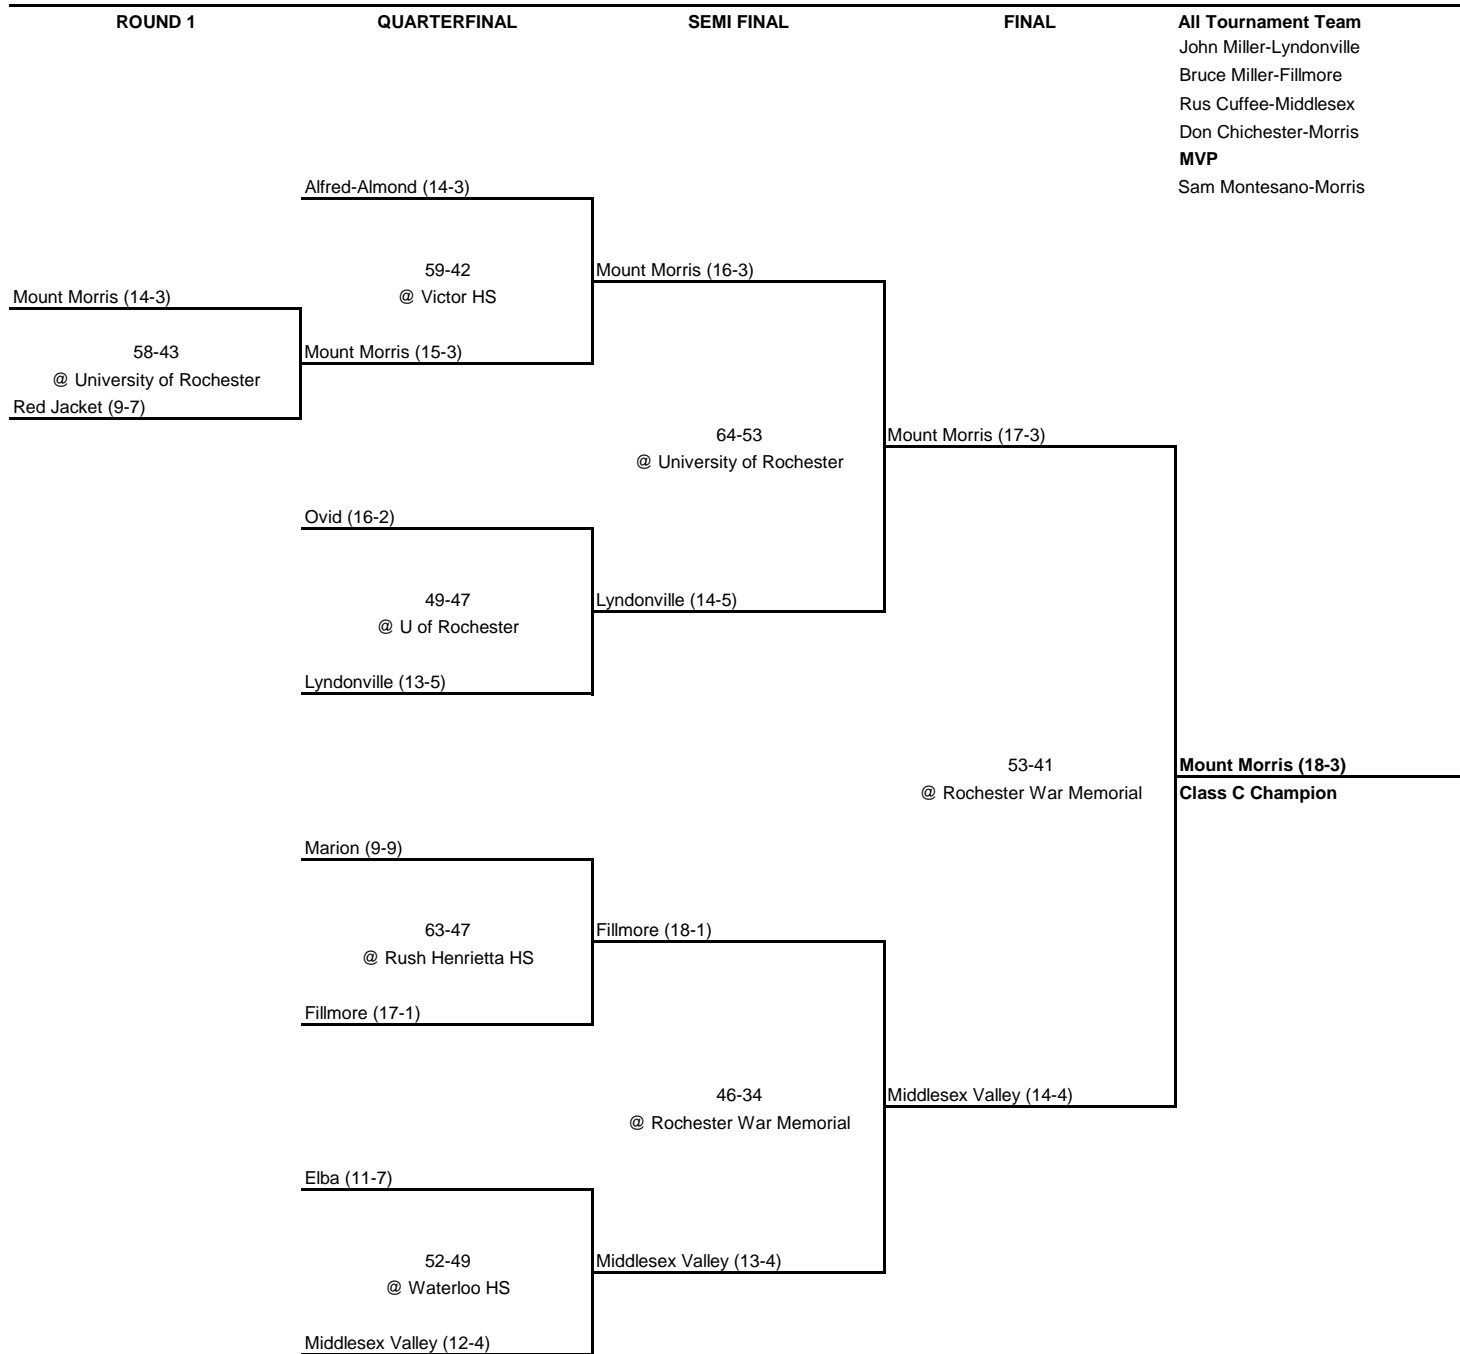 ROUND 1 QUARTERFINAL SEMI FINAL FINAL All Tournament Team
John Miller-Lyndonville
Bruce Miller-Fillmore
Rus Cuffee-Middlesex
Don Chichester-Morris
MVP
Alfred-Almond (14-3) Sam Montesano-Morris
59-42 Mount Morris (16-3)
Mount Morris (14-3) @ Victor HS
58-43 Mount Morris (15-3)
@ University of Rochester
Red Jacket (9-7)
64-53 Mount Morris (17-3)
@ University of Rochester
Ovid (16-2)
49-47 Lyndonville (14-5)
@ U of Rochester
Lyndonville (13-5)
53-41 Mount Morris (18-3)
@ Rochester War Memorial Class C Champion
Marion (9-9)
63-47 Fillmore (18-1)
@ Rush Henrietta HS
Fillmore (17-1)
46-34 Middlesex Valley (14-4)
@ Rochester War Memorial
Elba (11-7)
52-49 Middlesex Valley (13-4)
@ Waterloo HS
Middlesex Valley (12-4)